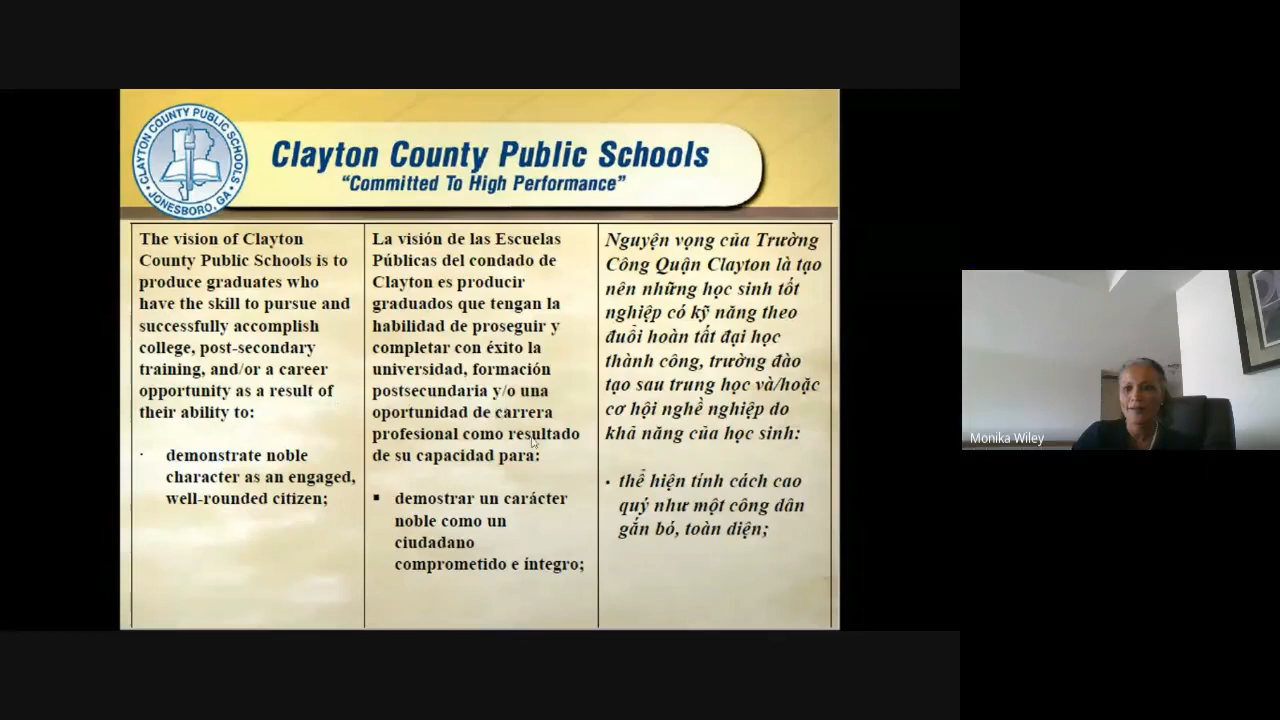 CLAYTON COUNTY PUBLIC SCHOOLS
JONESBORO, GA.
Clayton County Public Schools
“Committed To High Performance”
The vision of Clayton
County Public Schools is to
produce graduates who
have the skill to pursue and
successfully accomplish
college, post-secondary
training, and/or a career
opportunity as a result of
their ability to:
· demonstrate noble
character as an engaged,
well-rounded citizen;
La visión de las Escuelas
Públicas del condado de
Clayton es producir
graduados que tengan la
habilidad de proseguir y
completar con éxito la
universidad, formación
postsecundaria y/o una
oportunidad de carrera
profesional como resultado
de su capacidad para:
▪ demostrar un carácter
noble como un
ciudadano
comprometido e íntegro;
Nguyện vọng của Trường
Công Quận Clayton là tạo
nên những học sinh tốt
nghiệp có kỹ năng theo
đuổi hoàn tất đại học
thành công, trường đào
tạo sau trung học và/hoặc
cơ hội nghề nghiệp do
khả năng của học sinh:
• thể hiện tính cách cao
quý như một công dân
gắn bó, toàn diện;
Monika Wiley